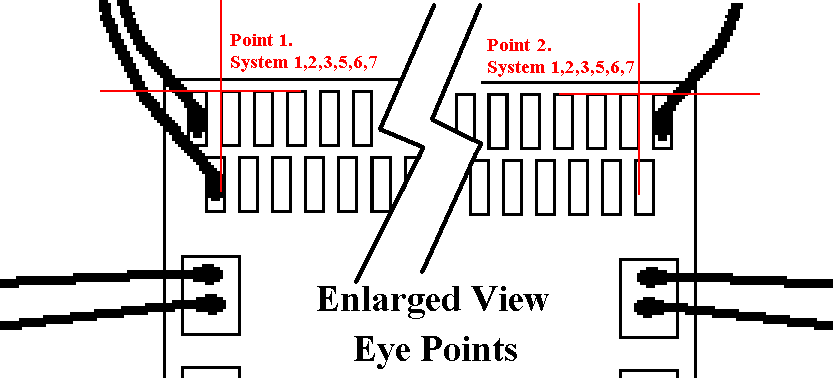 Point 1.
System 1,2,3,5,6,7
Point 2.
System 1,2,3,5,6,7
Enlarged View
Eye Points